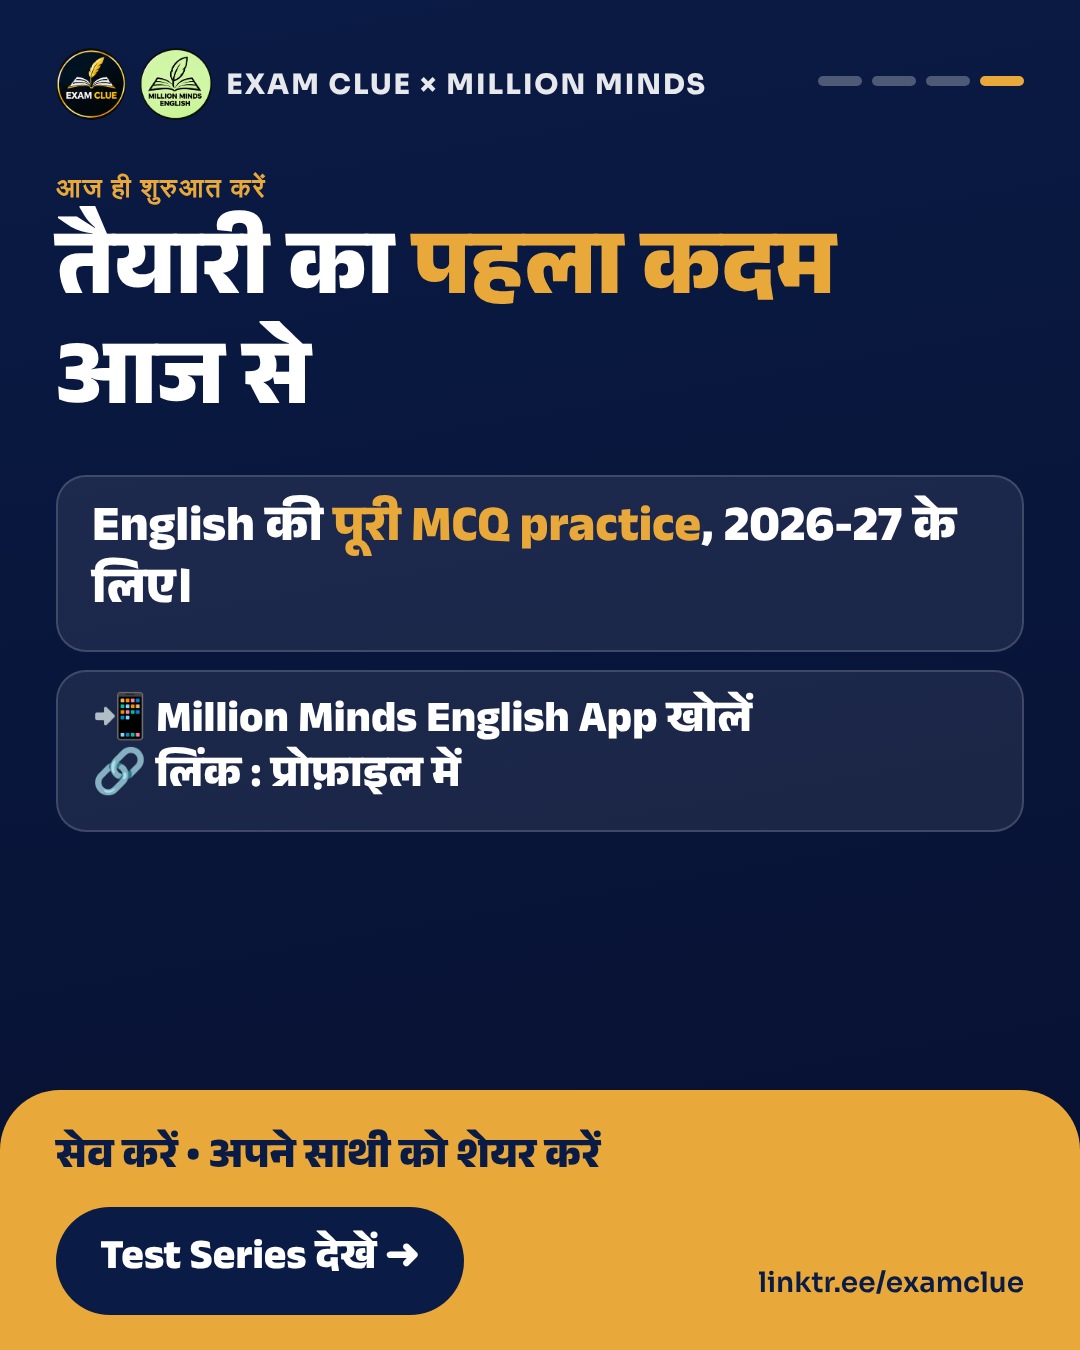 EXAM CLUE
MILLION MINDS
ENGLISH
EXAM CLUE × MILLION MINDS
आज ही शुरुआत करें
तैयारी का पहला कदम
आज से
English की पूरी MCQ practice, 2026-27 के
लिए।
📲 Million Minds English App खोलें
🔗 लिंक : प्रोफ़ाइल में
सेव करें • अपने साथी को शेयर करें
Test Series देखें ➜
linktr.ee/examclue